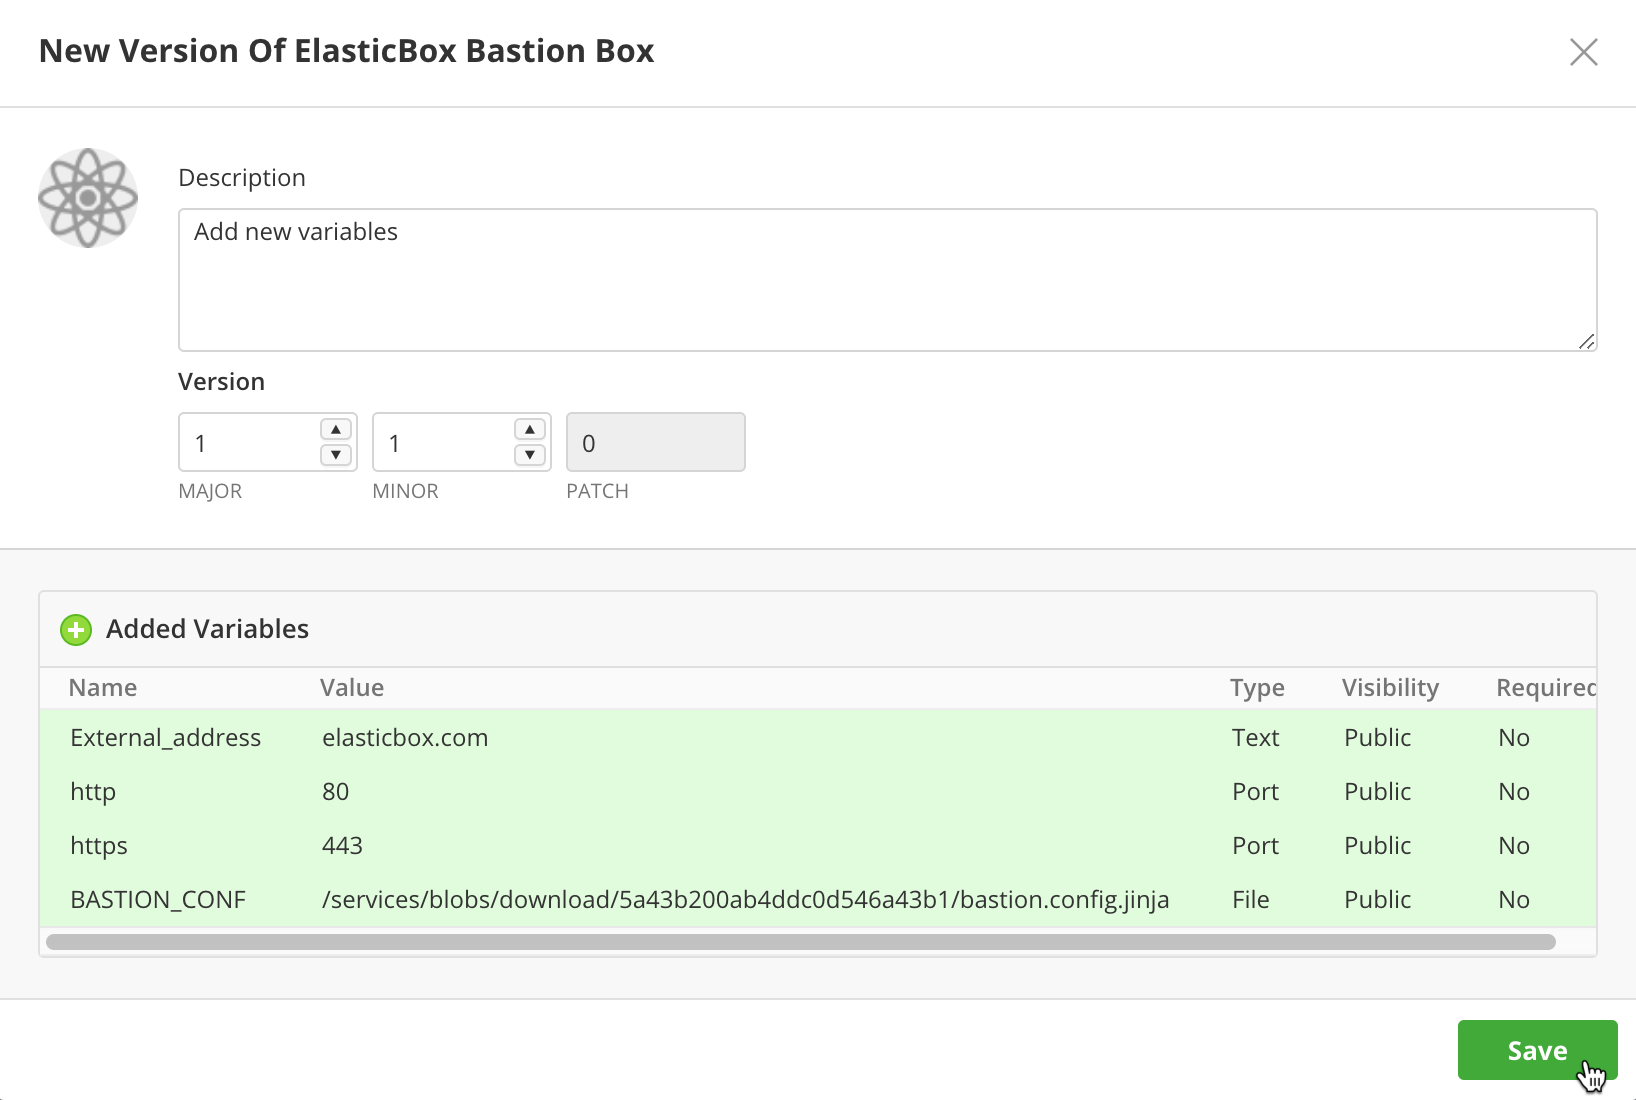 New Version Of ElasticBox Bastion Box
Description
Add new variables
Version
1 1 0
MAJOR MINOR PATCH
Added Variables
Name Value Type Visibility Required
External_address elasticbox.com Text Public No
http 80 Port Public No
https 443 Port Public No
BASTION_CONF /services/blobs/download/5a43b200ab4ddc0d546a43b1/bastion.config.jinja File Public No
Save